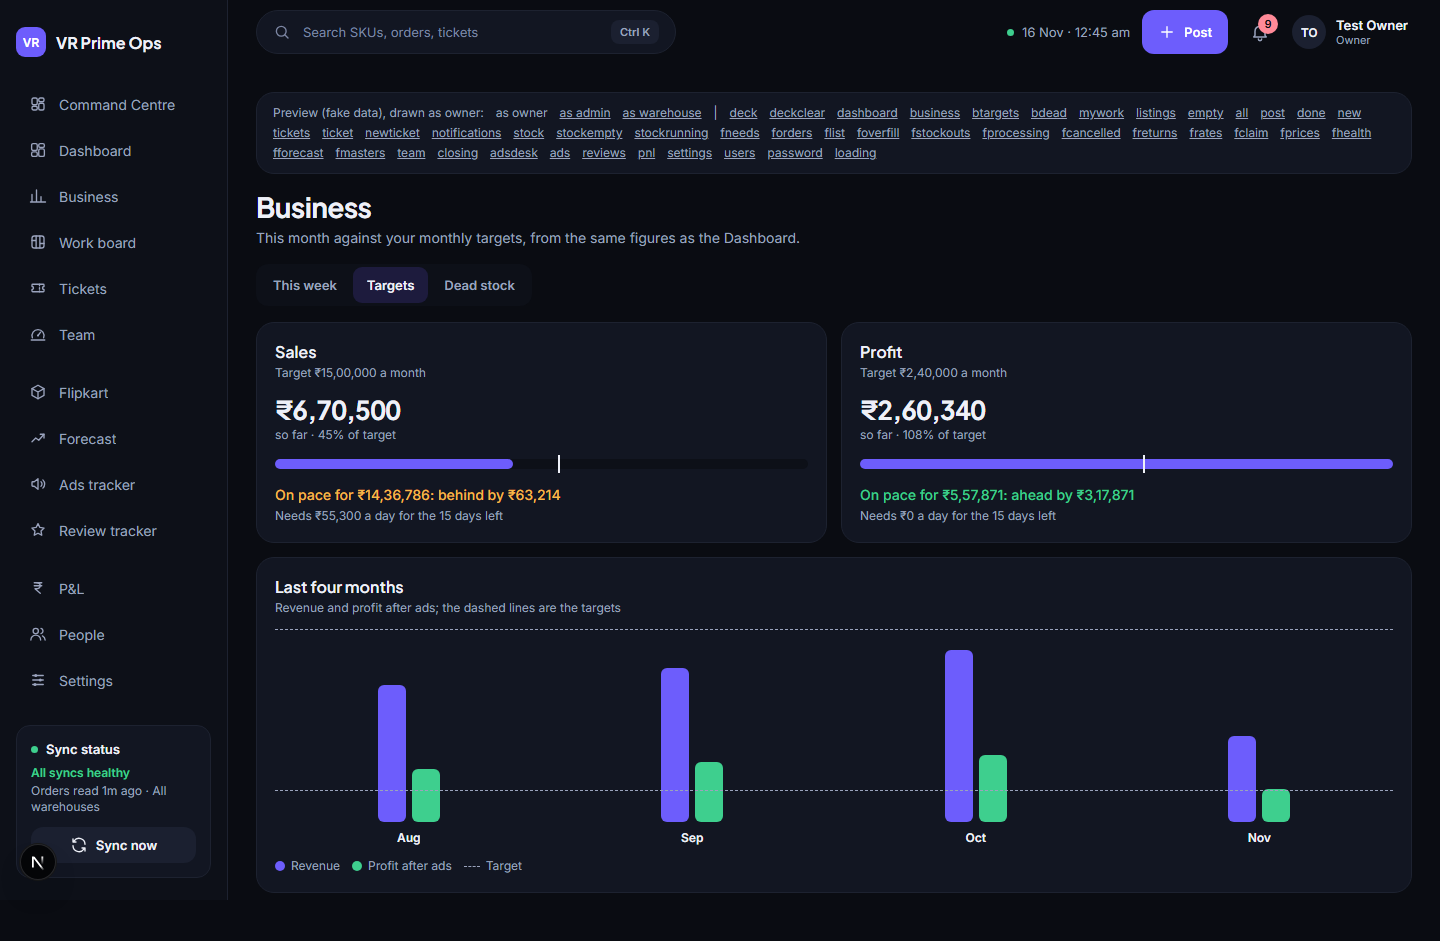 VR
VR Prime Ops
Search SKUs, orders, tickets
Ctrl K
16 Nov · 12:45 am
Post
9
TO
Test Owner
Owner
Command Centre
Dashboard
Business
Work board
Tickets
Team
Flipkart
Forecast
Ads tracker
Review tracker
P&L
People
Settings
Sync status
All syncs healthy
Orders read 1m ago · All
warehouses
Sync now
N
Preview (fake data), drawn as owner: as owner as admin as warehouse | deck deckclear dashboard business btargets bdead mywork listings empty all post done new
tickets ticket newticket notifications stock stockempty stockrunning fneeds forders flist foverfill fstockouts fprocessing fcancelled freturns frates fclaim fprices fhealth
fforecast fmasters team closing adsdesk ads reviews pnl settings users password loading
Business
This month against your monthly targets, from the same figures as the Dashboard.
This week
Targets
Dead stock
Sales
Target ₹15,00,000 a month
₹6,70,500
so far · 45% of target
On pace for ₹14,36,786: behind by ₹63,214
Needs ₹55,300 a day for the 15 days left
Profit
Target ₹2,40,000 a month
₹2,60,340
so far · 108% of target
On pace for ₹5,57,871: ahead by ₹3,17,871
Needs ₹0 a day for the 15 days left
Last four months
Revenue and profit after ads; the dashed lines are the targets
Aug
Sep
Oct
Nov
Revenue
Profit after ads
---- Target